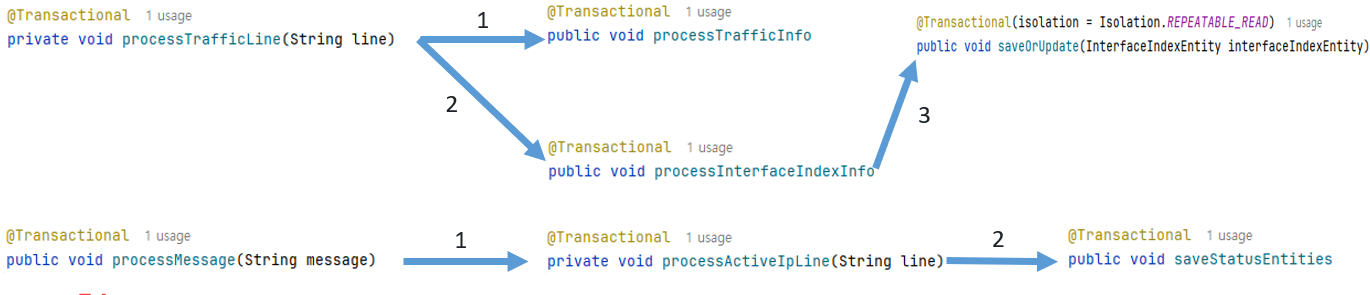 @Transactional 1 usage
private void processTrafficLine(String line)
1
@Transactional 1 usage
public void processTrafficInfo
@Transactional(isolation = Isolation.REPEATABLE_READ) 1 usage
public void saveOrUpdate(InterfaceIndexEntity interfaceIndexEntity)
2
3
@Transactional 1 usage
public void processInterfaceIndexInfo
@Transactional 1 usage
public void processMessage(String message)
1
@Transactional 1 usage
private void processActiveIpLine(String line)
2
@Transactional 1 usage
public void saveStatusEntities